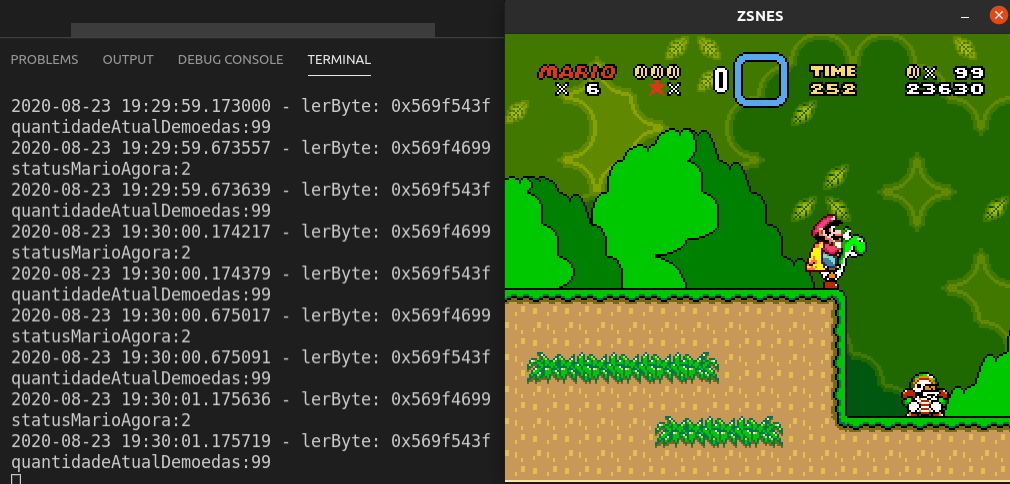 PROBLEMS OUTPUT DEBUG CONSOLE TERMINAL
2020-08-23 19:29:59.173000 - lerByte: 0x569f543f
quantidadeAtualDemoedas:99
2020-08-23 19:29:59.673557 - lerByte: 0x569f4699
statusMarioAgora:2
2020-08-23 19:29:59.673639 - lerByte: 0x569f543f
quantidadeAtualDemoedas:99
2020-08-23 19:30:00.174217 - lerByte: 0x569f4699
statusMarioAgora:2
2020-08-23 19:30:00.174379 - lerByte: 0x569f543f
quantidadeAtualDemoedas:99
2020-08-23 19:30:00.675017 - lerByte: 0x569f4699
statusMarioAgora:2
2020-08-23 19:30:00.675091 - lerByte: 0x569f543f
quantidadeAtualDemoedas:99
2020-08-23 19:30:01.175636 - lerByte: 0x569f4699
statusMarioAgora:2
2020-08-23 19:30:01.175719 - lerByte: 0x569f543f
quantidadeAtualDemoedas:99
ZSNES
MARIO 0 TIME x 99
x 6 x 252 23630